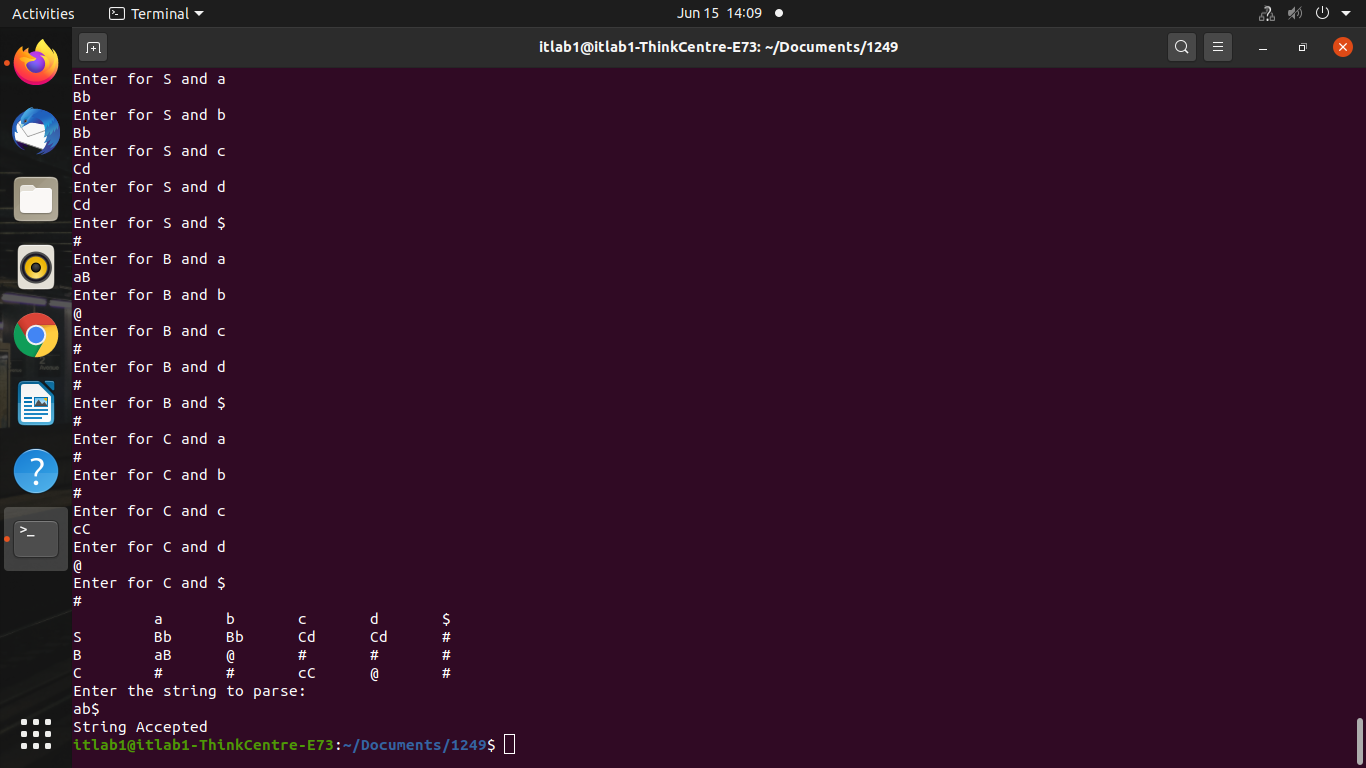 Activities Terminal Jun 15 14:09
itlab1@itlab1-ThinkCentre-E73: ~/Documents/1249
Enter for S and a
Bb
Enter for S and b
Bb
Enter for S and c
Cd
Enter for S and d
Cd
Enter for S and $
#
Enter for B and a
aB
Enter for B and b
@
Enter for B and c
#
Enter for B and d
#
Enter for B and $
#
Enter for C and a
#
Enter for C and b
#
Enter for C and c
cC
Enter for C and d
@
Enter for C and $
#
a b c d $
S Bb Bb Cd Cd #
B aB @ # # #
C # # cC @ #
Enter the string to parse:
ab$
String Accepted
itlab1@itlab1-ThinkCentre-E73:~/Documents/1249$